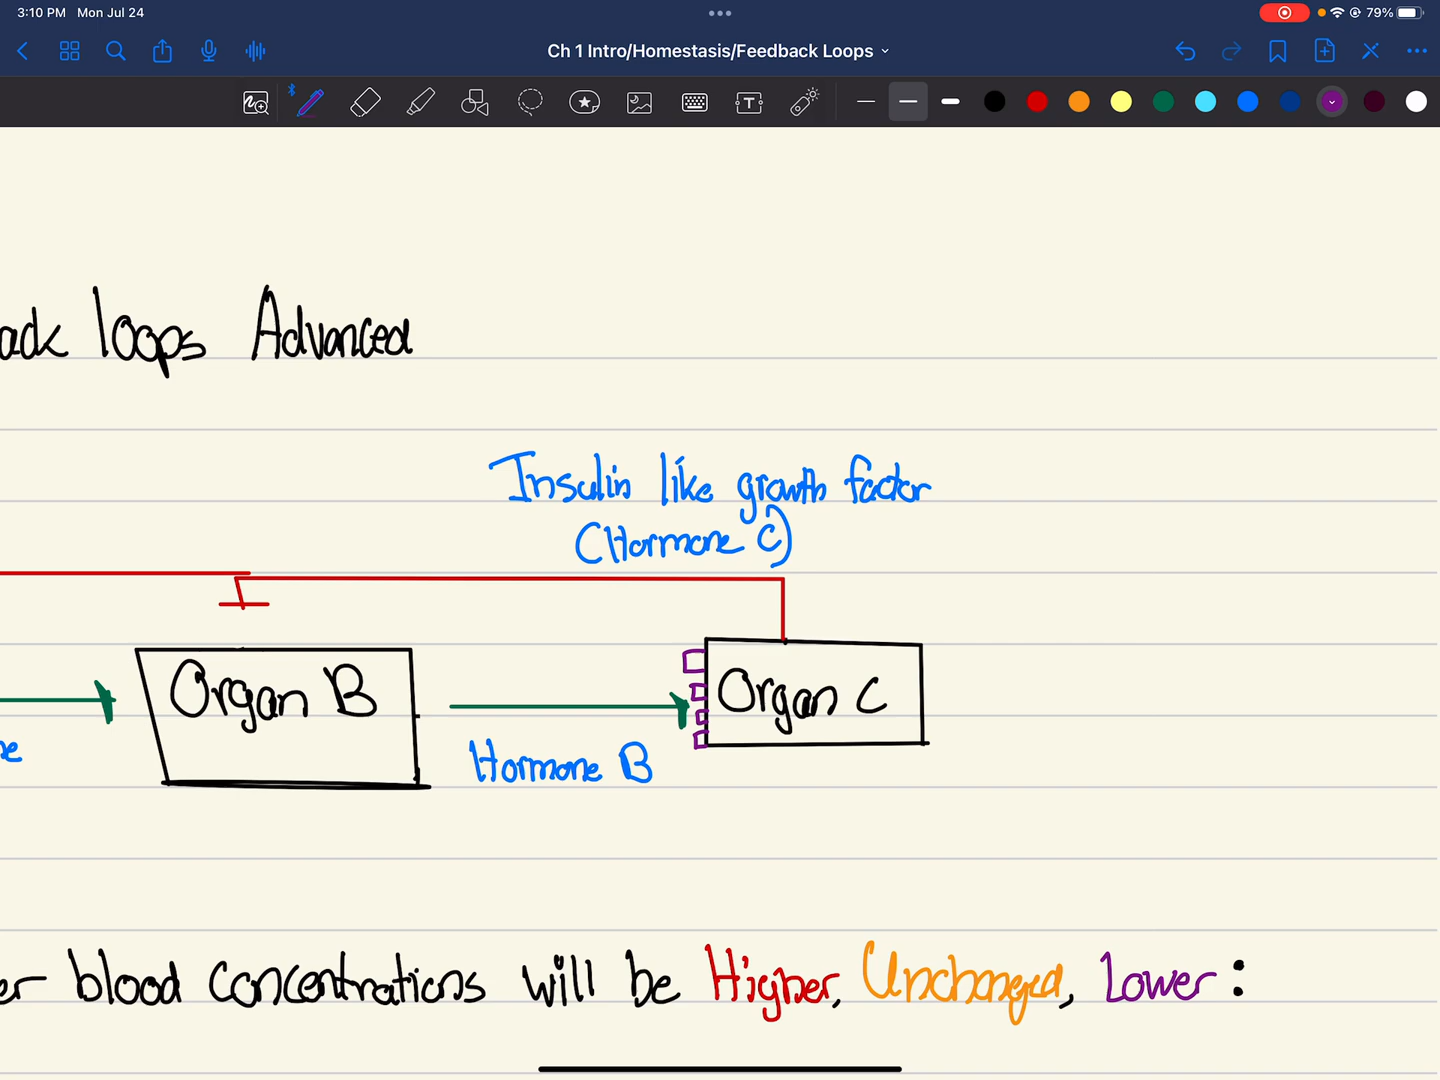 3:10 PM Mon Jul 24
79%
Ch 1 Intro/Homestasis/Feedback Loops
T
ack loops Advanced
Insulin like growth factor
(Hormone C)
Organ B
Organ C
Hormone B
e
er blood concentrations will be Higher, Unchanged, Lower: